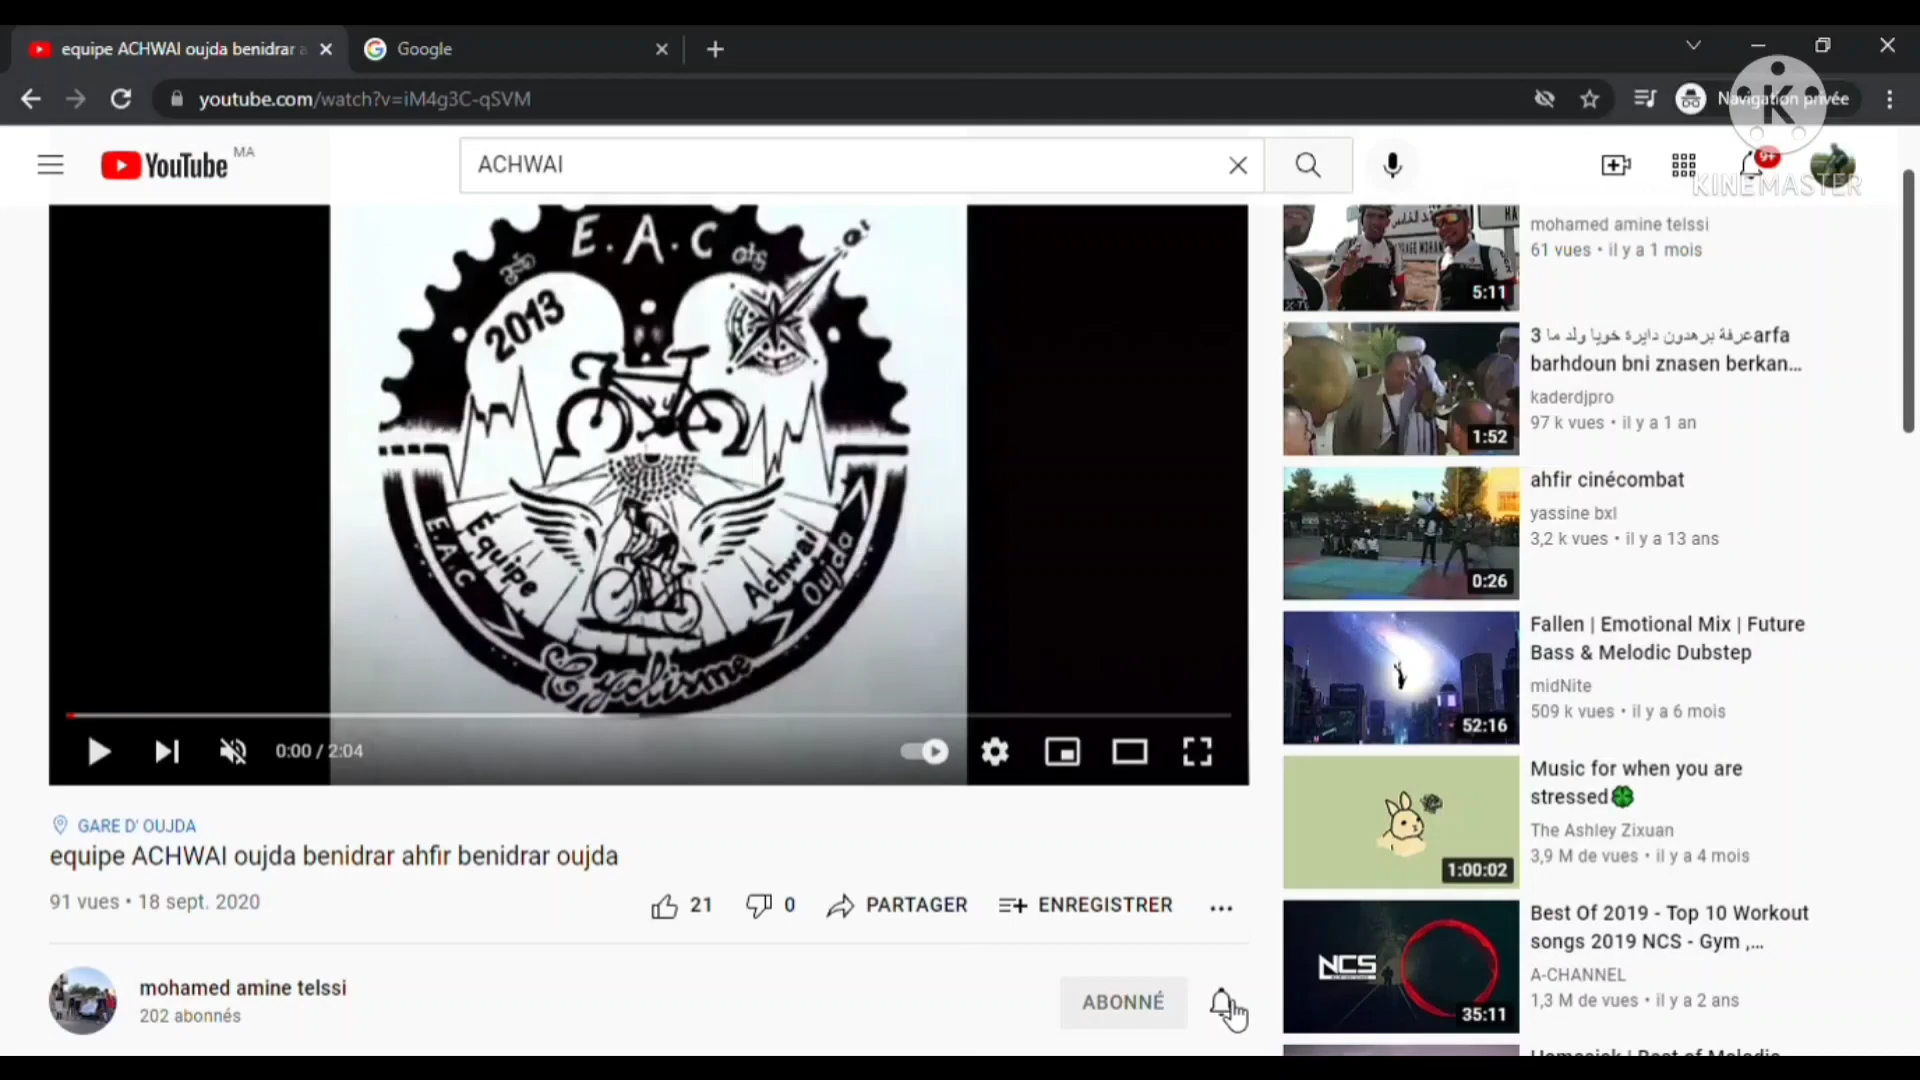 equipe ACHWAI oujda benidrar a
Google
youtube.com/watch?v=iM4g3C-qSVM
Navigation privée
YouTube MA
ACHWAI
9+
KINEMASTER
E.A.C
2013
E.A.C
Équipe
Achwai
Oujda
Cyclisme
0:00 / 2:04
GARE D' OUJDA
equipe ACHWAI oujda benidrar ahfir benidrar oujda
91 vues • 18 sept. 2020
21
0
PARTAGER
ENREGISTRER
mohamed amine telssi
202 abonnés
ABONNÉ
mohamed amine telssi
61 vues • il y a 1 mois
5:11
عرفة برهدون دايرة خويا ولد ما 3arfa
barhdoun bni znasen berkan...
kaderdjpro
97 k vues • il y a 1 an
1:52
ahfir cinécombat
yassine bxl
3,2 k vues • il y a 13 ans
0:26
Fallen | Emotional Mix | Future
Bass & Melodic Dubstep
midNite
509 k vues • il y a 6 mois
52:16
Music for when you are
stressed🍀
The Ashley Zixuan
3,9 M de vues • il y a 4 mois
1:00:02
Best Of 2019 - Top 10 Workout
songs 2019 NCS - Gym ,...
A-CHANNEL
1,3 M de vues • il y a 2 ans
NCS
35:11